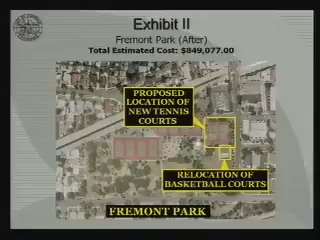 Exhibit II
Fremont Park (After)
Total Estimated Cost: $849,077.00
PROPOSED
LOCATION OF
NEW TENNIS
COURTS
RELOCATION OF
BASKETBALL COURTS
FREMONT PARK